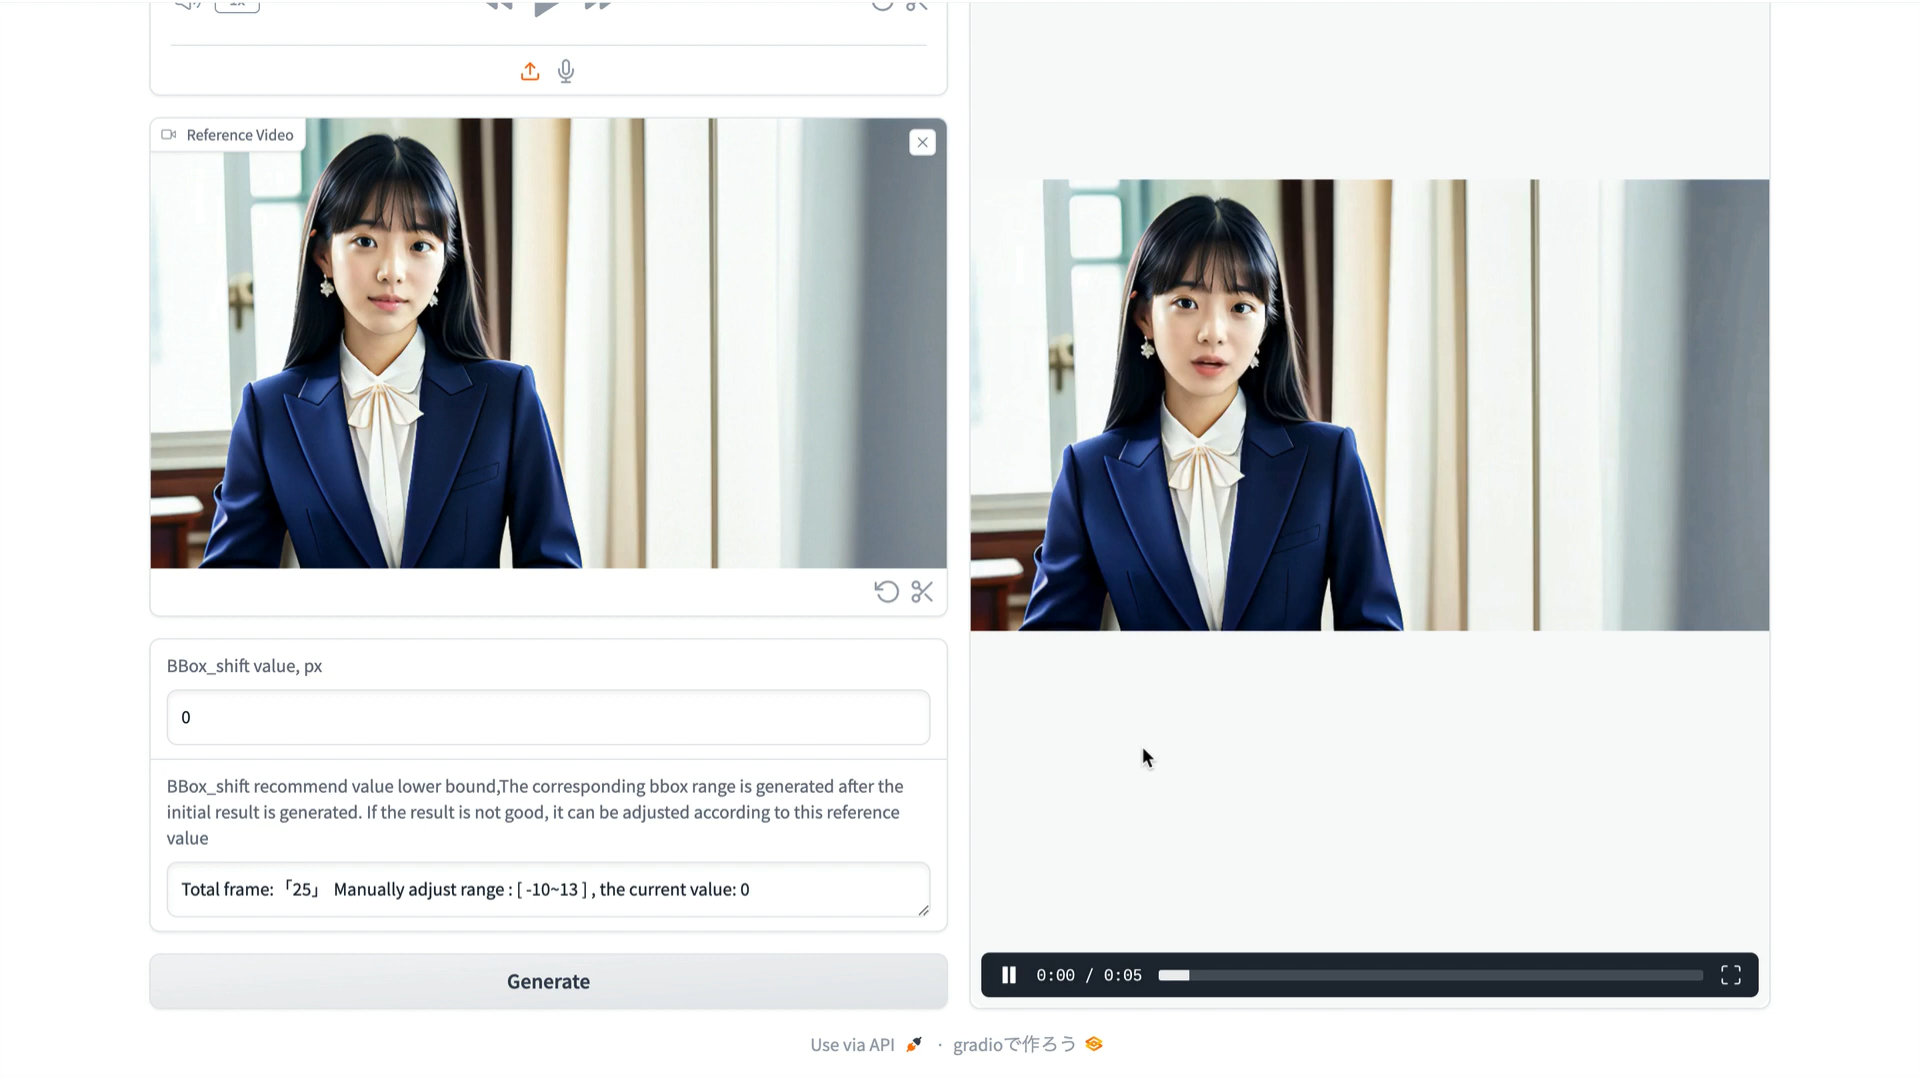 Reference Video
BBox_shift value, px
0
BBox_shift recommend value lower bound,The corresponding bbox range is generated after the
initial result is generated. If the result is not good, it can be adjusted according to this reference
value
Total frame: 「25」 Manually adjust range : [ -10~13 ] , the current value: 0
Generate
0:00 / 0:05
Use via API · gradioで作ろう